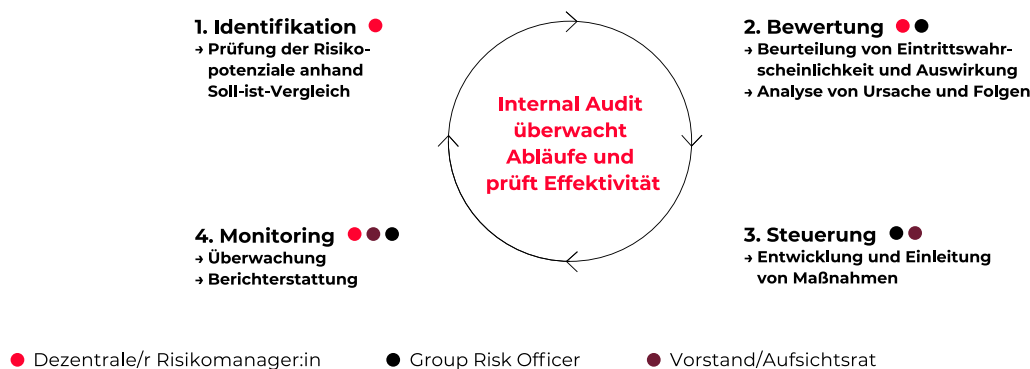 1. Identifikation
→ Prüfung der Risiko-
potenziale anhand
Soll-ist-Vergleich
2. Bewertung
→ Beurteilung von Eintrittswahr-
scheinlichkeit und Auswirkung
→ Analyse von Ursache und Folgen
Internal Audit
überwacht
Abläufe und
prüft Effektivität
4. Monitoring
→ Überwachung
→ Berichterstattung
3. Steuerung
→ Entwicklung und Einleitung
von Maßnahmen
Dezentrale/r Risikomanager:in
Group Risk Officer
Vorstand/Aufsichtsrat